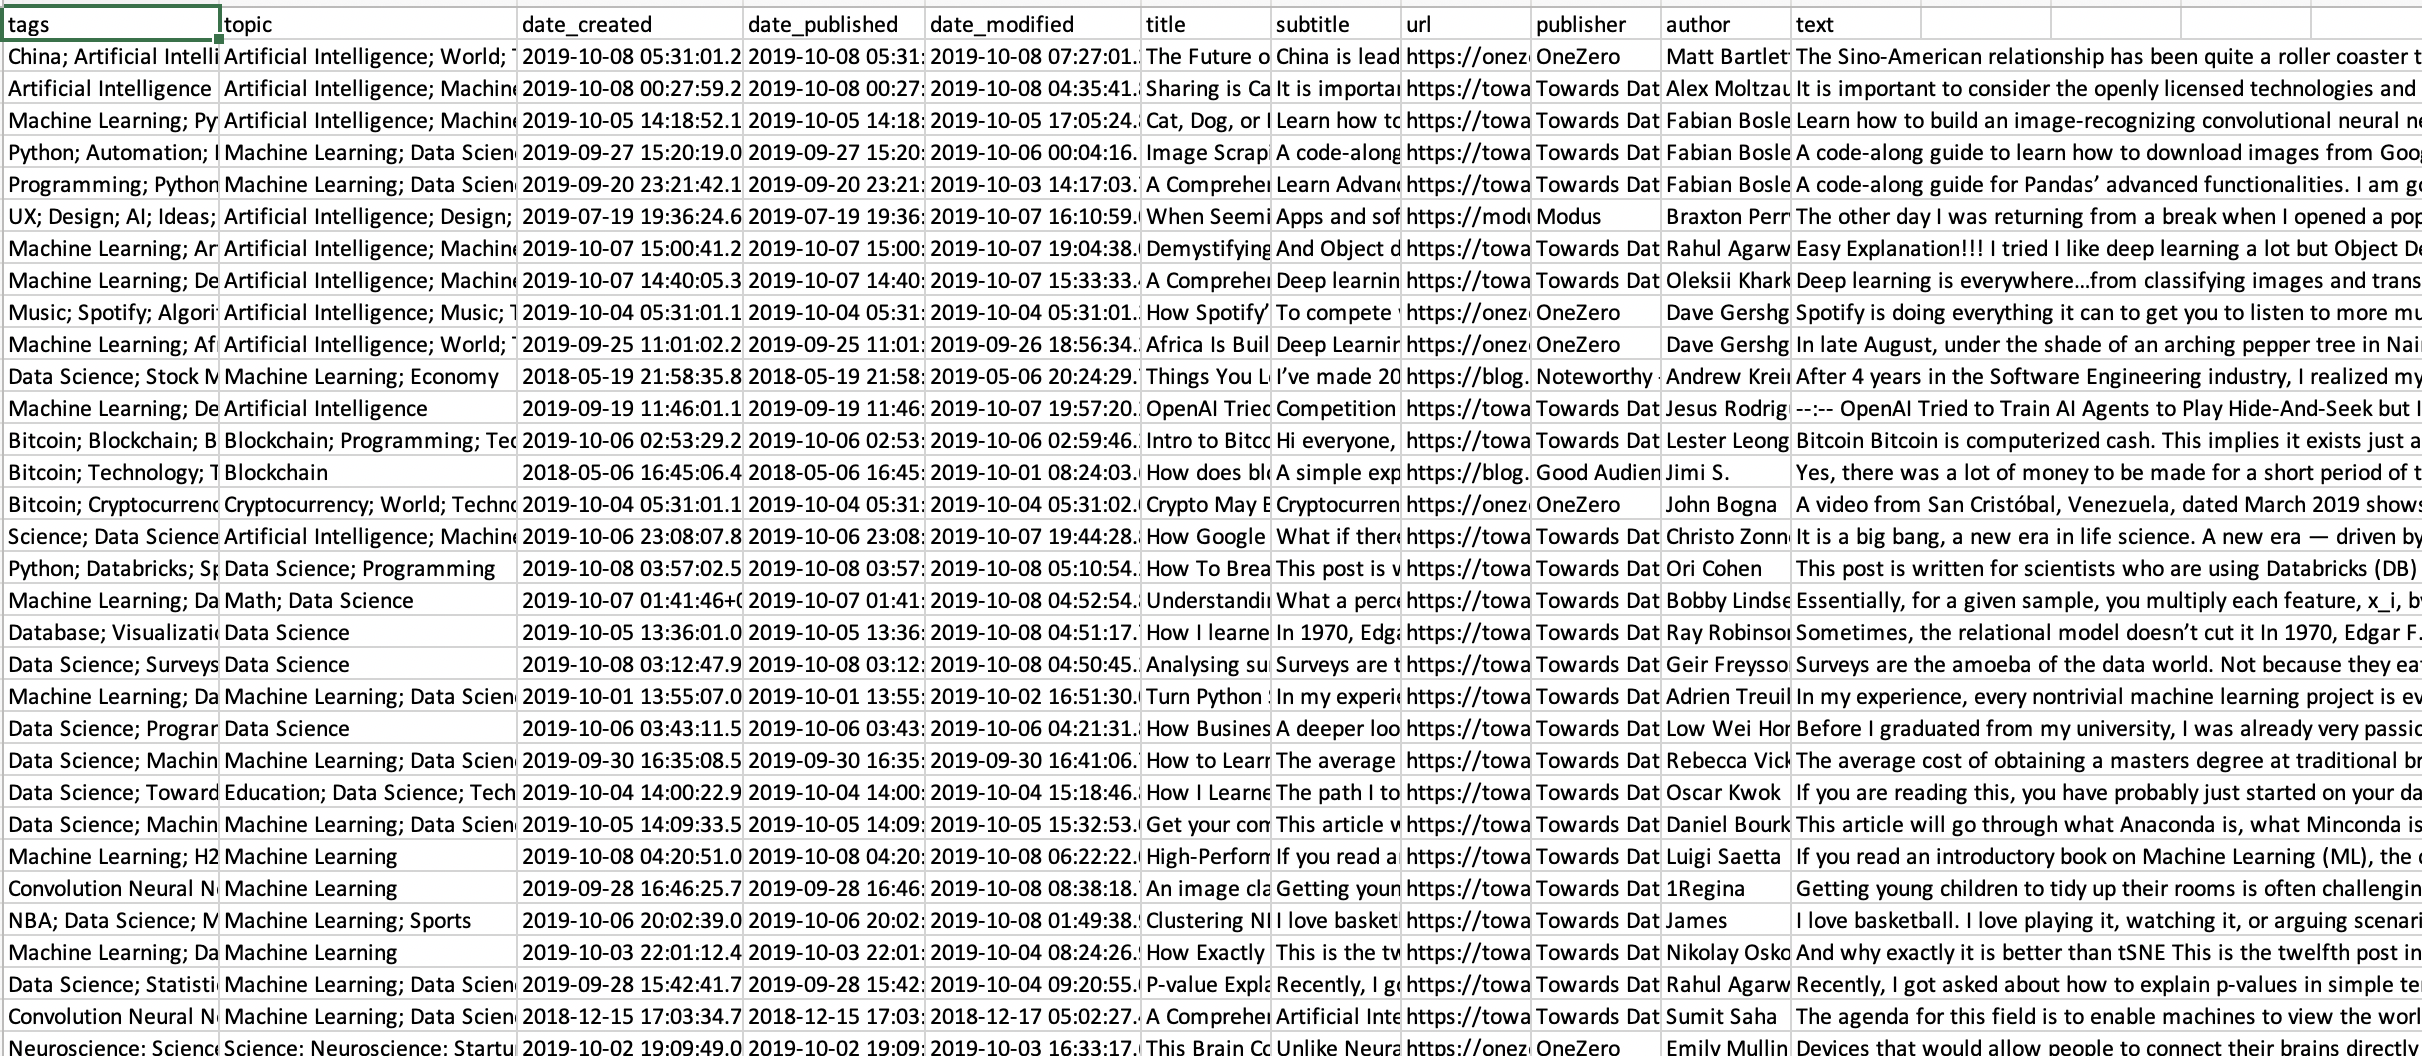 tags topic date_created date_published date_modified title subtitle url publisher author text
China; Artificial Intelli Artificial Intelligence; World; T 2019-10-08 05:31:01.2 2019-10-08 05:31: 2019-10-08 07:27:01. The Future o China is lead https://onez OneZero Matt Bartlet The Sino-American relationship has been quite a roller coaster t
Artificial Intelligence Artificial Intelligence; Machine 2019-10-08 00:27:59.2 2019-10-08 00:27: 2019-10-08 04:35:41. Sharing is Ca It is importa https://towa Towards Dat Alex Moltzau It is important to consider the openly licensed technologies and
Machine Learning; Py Artificial Intelligence; Machine 2019-10-05 14:18:52.1 2019-10-05 14:18: 2019-10-05 17:05:24. Cat, Dog, or Learn how to https://towa Towards Dat Fabian Bosle Learn how to build an image-recognizing convolutional neural ne
Python; Automation; Machine Learning; Data Scien 2019-09-27 15:20:19.0 2019-09-27 15:20: 2019-10-06 00:04:16. Image Scrapi A code-along https://towa Towards Dat Fabian Bosle A code-along guide to learn how to download images from Goo
Programming; Python Machine Learning; Data Scien 2019-09-20 23:21:42.1 2019-09-20 23:21: 2019-10-03 14:17:03. A Compreher Learn Advan https://towa Towards Dat Fabian Bosle A code-along guide for Pandas’ advanced functionalities. I am go
UX; Design; AI; Ideas; Artificial Intelligence; Design; 2019-07-19 19:36:24.6 2019-07-19 19:36: 2019-10-07 16:10:59. When Seemi Apps and sof https://modu Modus Braxton Perr The other day I was returning from a break when I opened a pop
Machine Learning; Ar Artificial Intelligence; Machine 2019-10-07 15:00:41.2 2019-10-07 15:00: 2019-10-07 19:04:38. Demystifying And Object d https://towa Towards Dat Rahul Agarw Easy Explanation!!! I tried I like deep learning a lot but Object De
Machine Learning; De Artificial Intelligence; Machine 2019-10-07 14:40:05.3 2019-10-07 14:40: 2019-10-07 15:33:33. A Compreher Deep learnin https://towa Towards Dat Oleksii Khark Deep learning is everywhere…from classifying images and trans
Music; Spotify; Algori Artificial Intelligence; Music; T 2019-10-04 05:31:01.1 2019-10-04 05:31: 2019-10-04 05:31:01. How Spotify’ To compete https://onez OneZero Dave Gershg Spotify is doing everything it can to get you to listen to more mu
Machine Learning; Af Artificial Intelligence; World; T 2019-09-25 11:01:02.2 2019-09-25 11:01: 2019-09-26 18:56:34. Africa Is Buil Deep Learnin https://onez OneZero Dave Gershg In late August, under the shade of an arching pepper tree in Nai
Data Science; Stock M Machine Learning; Economy 2018-05-19 21:58:35.8 2018-05-19 21:58: 2019-05-06 20:24:29. Things You L I’ve made 20 https://blog. Noteworthy - Andrew Krei After 4 years in the Software Engineering industry, I realized my
Machine Learning; De Artificial Intelligence 2019-09-19 11:46:01.1 2019-09-19 11:46: 2019-10-07 19:57:20. OpenAI Tried Competition https://towa Towards Dat Jesus Rodrig --:-- OpenAI Tried to Train AI Agents to Play Hide-And-Seek but I
Bitcoin; Blockchain; B Blockchain; Programming; Tec 2019-10-06 02:53:29.2 2019-10-06 02:53: 2019-10-06 02:59:46. Intro to Bitco Hi everyone, https://towa Towards Dat Lester Leong Bitcoin Bitcoin is computerized cash. This implies it exists just a
Bitcoin; Technology; T Blockchain 2018-05-06 16:45:06.4 2018-05-06 16:45: 2019-10-01 08:24:03. How does blo A simple exp https://blog. Good Audien Jimi S. Yes, there was a lot of money to be made for a short period of t
Bitcoin; Cryptocurrenc Cryptocurrency; World; Techno 2019-10-04 05:31:01.1 2019-10-04 05:31: 2019-10-04 05:31:02. Crypto May B Cryptocurren https://onez OneZero John Bogna A video from San Cristóbal, Venezuela, dated March 2019 shows
Science; Data Science Artificial Intelligence; Machine 2019-10-06 23:08:07.8 2019-10-06 23:08: 2019-10-07 19:44:28. How Google What if there https://towa Towards Dat Christo Zonn It is a big bang, a new era in life science. A new era — driven by
Python; Databricks; Sp Data Science; Programming 2019-10-08 03:57:02.5 2019-10-08 03:57: 2019-10-08 05:10:54. How To Brea This post is w https://towa Towards Dat Ori Cohen This post is written for scientists who are using Databricks (DB)
Machine Learning; Da Math; Data Science 2019-10-07 01:41:46+0 2019-10-07 01:41: 2019-10-08 04:52:54. Understandi What a perce https://towa Towards Dat Bobby Lindse Essentially, for a given sample, you multiply each feature, x_i, b
Database; Visualizatio Data Science 2019-10-05 13:36:01.0 2019-10-05 13:36: 2019-10-08 04:51:17. How I learne In 1970, Edga https://towa Towards Dat Ray Robinson Sometimes, the relational model doesn’t cut it In 1970, Edgar F.
Data Science; Surveys Data Science 2019-10-08 03:12:47.9 2019-10-08 03:12: 2019-10-08 04:50:45. Analysing su Surveys are t https://towa Towards Dat Geir Freysso Surveys are the amoeba of the data world. Not because they ea
Machine Learning; Da Machine Learning; Data Scien 2019-10-01 13:55:07.0 2019-10-01 13:55: 2019-10-02 16:51:30. Turn Python In my experie https://towa Towards Dat Adrien Treuil In my experience, every nontrivial machine learning project is ev
Data Science; Prograr Data Science 2019-10-06 03:43:11.5 2019-10-06 03:43: 2019-10-06 04:21:31. How Busines A deeper loo https://towa Towards Dat Low Wei Hor Before I graduated from my university, I was already very passio
Data Science; Machin Machine Learning; Data Scien 2019-09-30 16:35:08.5 2019-09-30 16:35: 2019-09-30 16:41:06. How to Learn The average https://towa Towards Dat Rebecca Vick The average cost of obtaining a masters degree at traditional br
Data Science; Toward Education; Data Science; Tech 2019-10-04 14:00:22.9 2019-10-04 14:00: 2019-10-04 15:18:46. How I Learne The path I to https://towa Towards Dat Oscar Kwok If you are reading this, you have probably just started on your da
Data Science; Machin Machine Learning; Data Scien 2019-10-05 14:09:33.5 2019-10-05 14:09: 2019-10-05 15:32:53. Get your com This article w https://towa Towards Dat Daniel Bourk This article will go through what Anaconda is, what Minconda is
Machine Learning; H2 Machine Learning 2019-10-08 04:20:51.0 2019-10-08 04:20: 2019-10-08 06:22:22. High-Perform If you read a https://towa Towards Dat Luigi Saetta If you read an introductory book on Machine Learning (ML), the
Convolution Neural N Machine Learning 2019-09-28 16:46:25.7 2019-09-28 16:46: 2019-10-08 08:38:18. An image cla Getting youn https://towa Towards Dat 1Regina Getting young children to tidy up their rooms is often challengin
NBA; Data Science; M Machine Learning; Sports 2019-10-06 20:02:39.0 2019-10-06 20:02: 2019-10-08 01:49:38. Clustering NI I love basket https://towa Towards Dat James I love basketball. I love playing it, watching it, or arguing scenari
Machine Learning; Da Machine Learning 2019-10-03 22:01:12.4 2019-10-03 22:01: 2019-10-04 08:24:26. How Exactly This is the tw https://towa Towards Dat Nikolay Osko And why exactly it is better than tSNE This is the twelfth post in
Data Science; Statisti Machine Learning; Data Scien 2019-09-28 15:42:41.7 2019-09-28 15:42: 2019-10-04 09:20:55. P-value Expla Recently, I go https://towa Towards Dat Rahul Agarw Recently, I got asked about how to explain p-values in simple te
Convolution Neural N Machine Learning; Data Scien 2018-12-15 17:03:34.7 2018-12-15 17:03: 2018-12-17 05:02:27. A Compreher Artificial Inte https://towa Towards Dat Sumit Saha The agenda for this field is to enable machines to view the worl
Neuroscience; Science Science; Neuroscience; Startu 2019-10-02 19:09:49.0 2019-10-02 19:09: 2019-10-03 16:33:17. This Brain Co Unlike Neura https://onez OneZero Emily Mullin Devices that would allow people to connect their brains directly